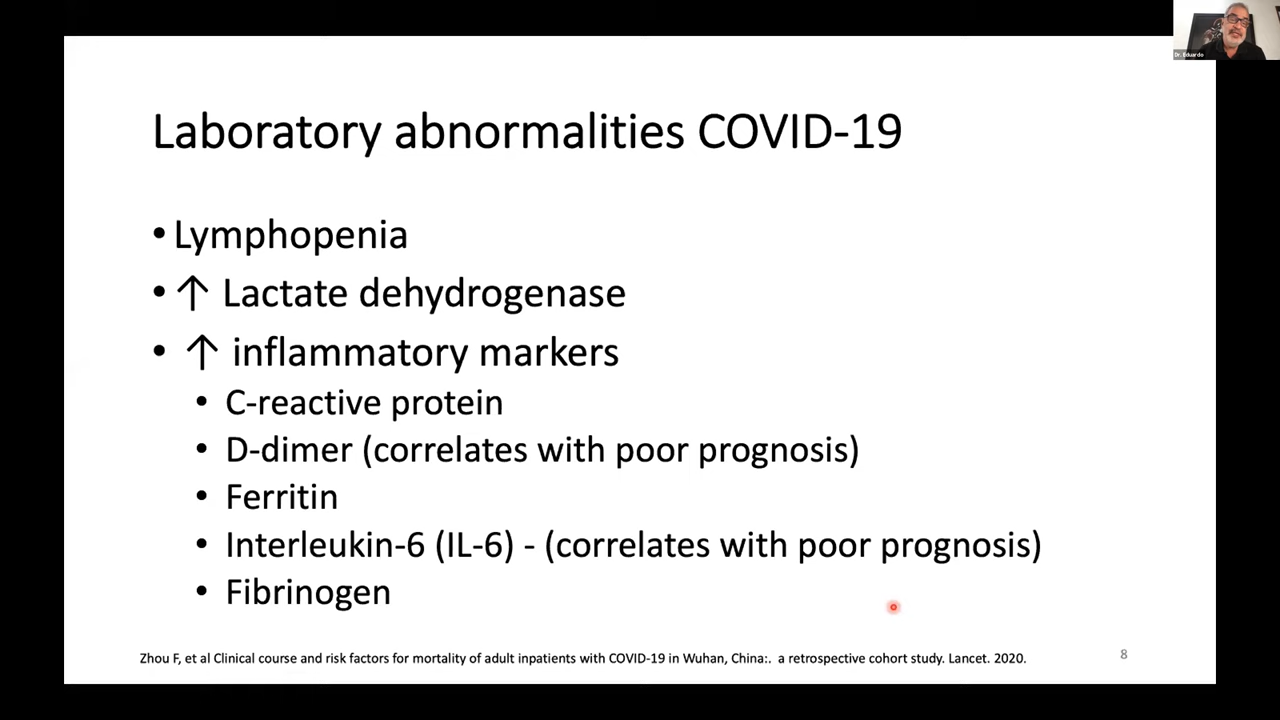 Dr. Eduardo
Laboratory abnormalities COVID-19
• Lymphopenia
• ↑ Lactate dehydrogenase
• ↑ inflammatory markers
• C-reactive protein
• D-dimer (correlates with poor prognosis)
• Ferritin
• Interleukin-6 (IL-6) - (correlates with poor prognosis)
• Fibrinogen
Zhou F, et al Clinical course and risk factors for mortality of adult inpatients with COVID-19 in Wuhan, China:. a retrospective cohort study. Lancet. 2020.
8